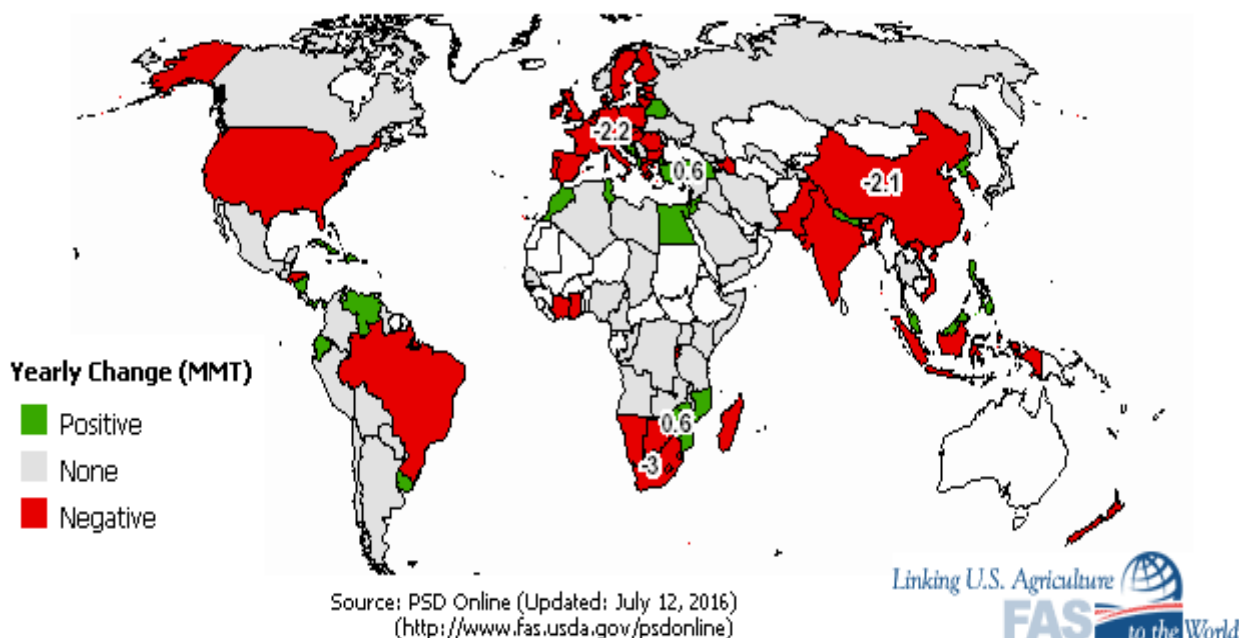 -2.2
0.6
-2.1
0.6
-3
Yearly Change (MMT)
Positive
None
Negative
Source: PSD Online (Updated: July 12, 2016)
(http://www.fas.usda.gov/psdonline)
Linking U.S. Agriculture
FAS to the World